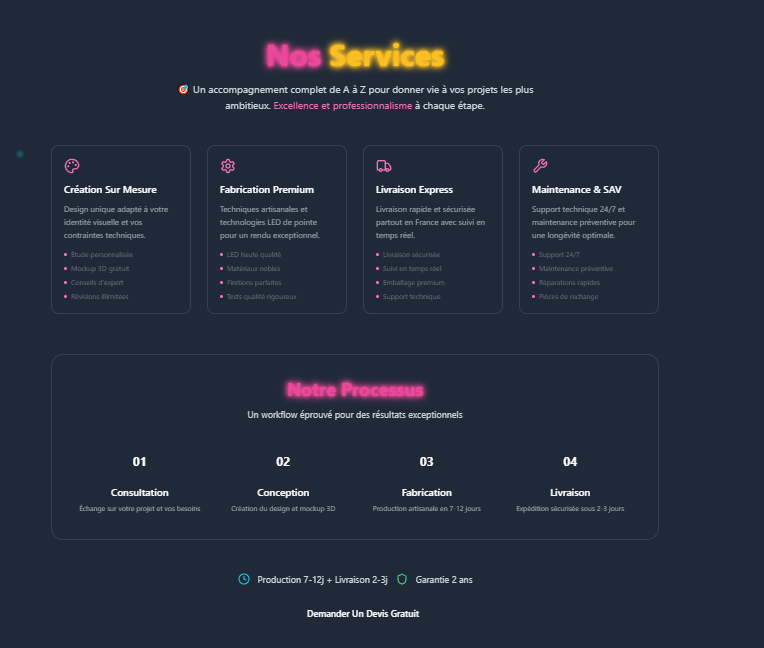 Nos Services
🎯 Un accompagnement complet de A à Z pour donner vie à vos projets les plus
ambitieux. Excellence et professionnalisme à chaque étape.
Création Sur Mesure
Design unique adapté à votre
identité visuelle et vos
contraintes techniques.
Étude personnalisée
Mockup 3D gratuit
Conseils d'expert
Révisions illimitées
Fabrication Premium
Techniques artisanales et
technologies LED de pointe
pour un rendu exceptionnel.
LED haute qualité
Matériaux nobles
Finitions parfaites
Tests qualité rigoureux
Livraison Express
Livraison rapide et sécurisée
partout en France avec suivi en
temps réel.
Livraison sécurisée
Suivi en temps réel
Emballage premium
Support technique
Maintenance & SAV
Support technique 24/7 et
maintenance préventive pour
une longévité optimale.
Support 24/7
Maintenance préventive
Réparations rapides
Pièces de rechange
Notre Processus
Un workflow éprouvé pour des résultats exceptionnels
01
Consultation
Échange sur votre projet et vos besoins
02
Conception
Création du design et mockup 3D
03
Fabrication
Production artisanale en 7-12 jours
04
Livraison
Expédition sécurisée sous 2-3 jours
Production 7-12j + Livraison 2-3j
Garantie 2 ans
Demander Un Devis Gratuit